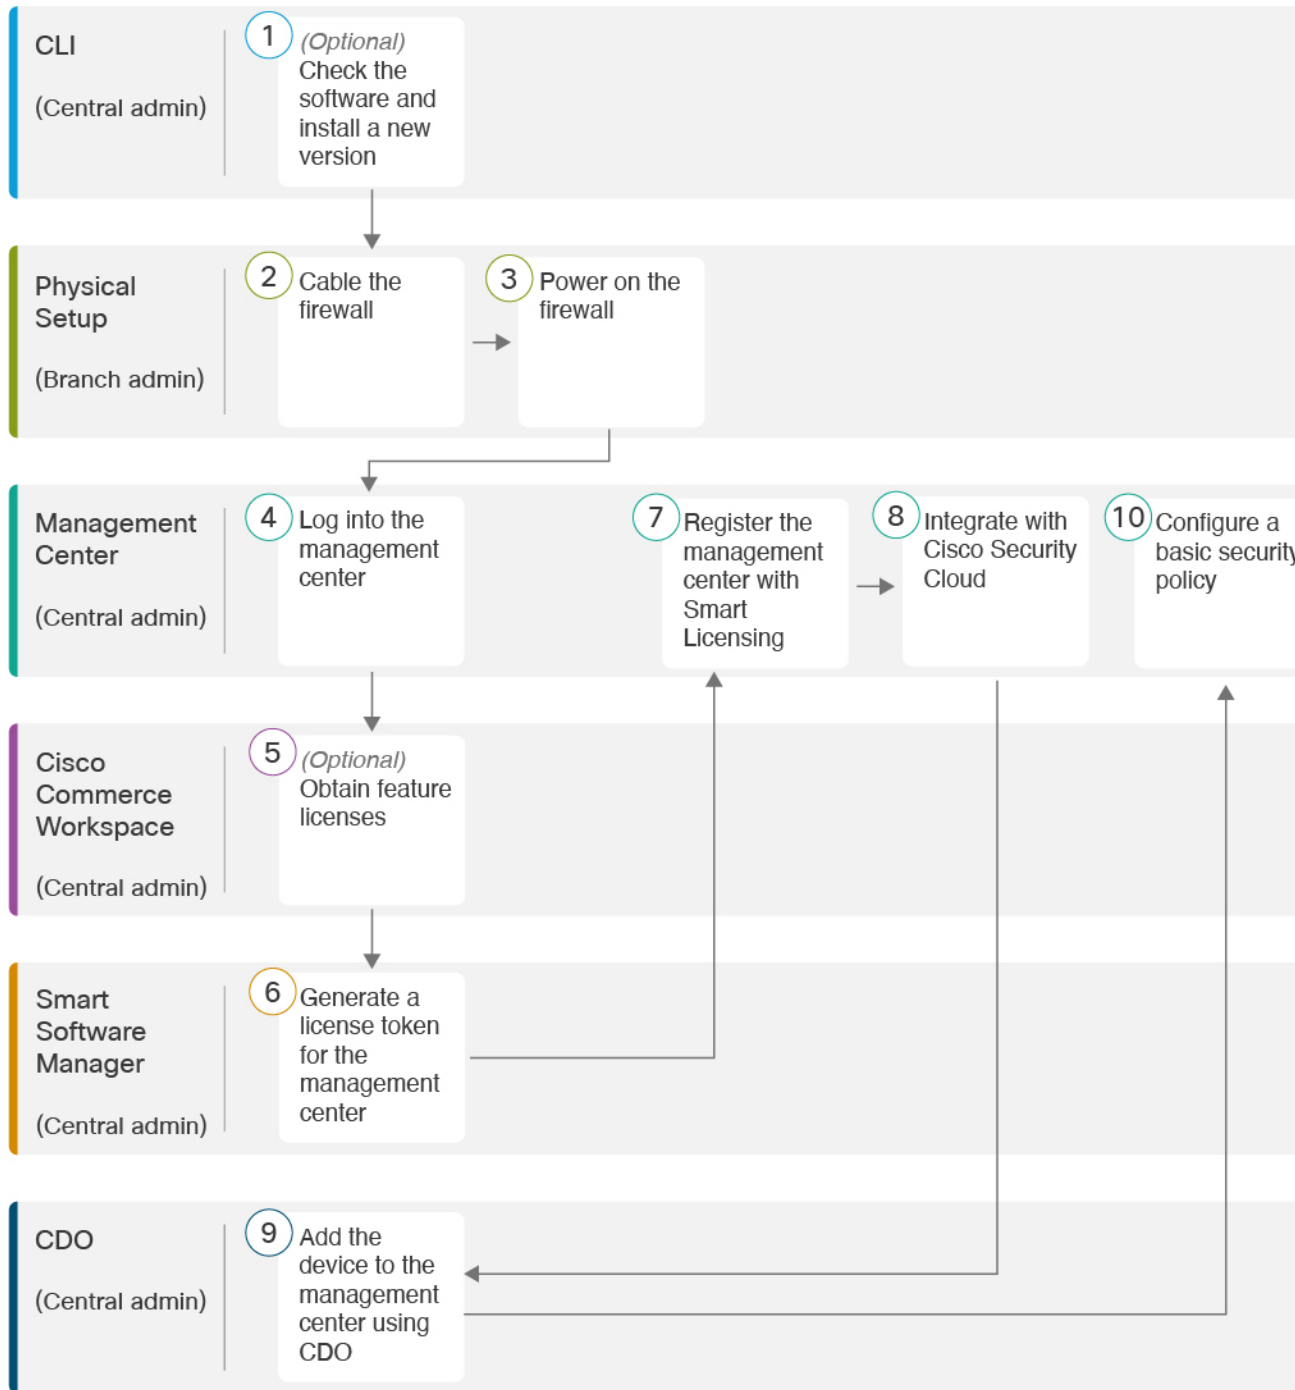 CLI
(Central admin)
1
(Optional)
Check the
software and
install a new
version
Physical
Setup
(Branch admin)
2
Cable the
firewall
3
Power on the
firewall
Management
Center
(Central admin)
4
Log into the
management
center
7
Register the
management
center with
Smart
Licensing
8
Integrate with
Cisco Security
Cloud
10
Configure a
basic security
policy
Cisco
Commerce
Workspace
(Central admin)
5
(Optional)
Obtain feature
licenses
Smart
Software
Manager
(Central admin)
6
Generate a
license token
for the
management
center
CDO
(Central admin)
9
Add the
device to the
management
center using
CDO